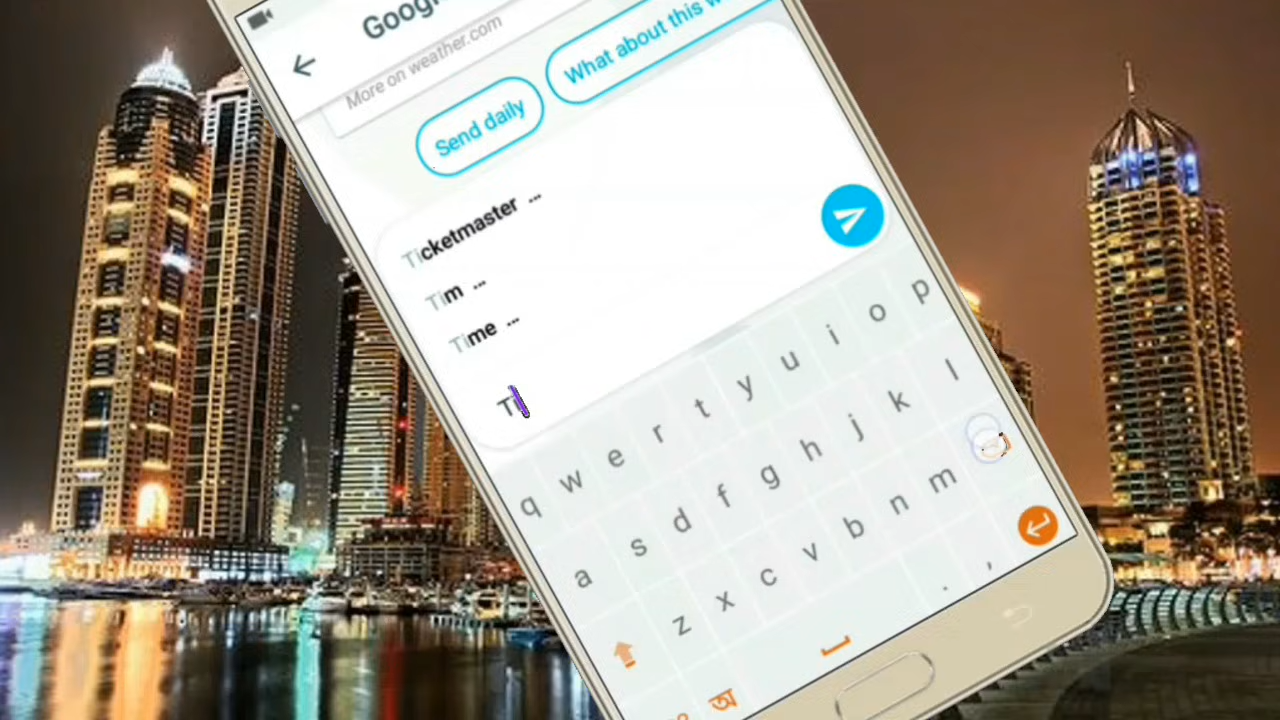 Googl
More on weather.com
Send daily
What about this w
Ticketmaster ...
Tim ...
Time ...
Ti
q w e r t y u i o p
a s d f g h j k l
z x c v b n m
अ . ,